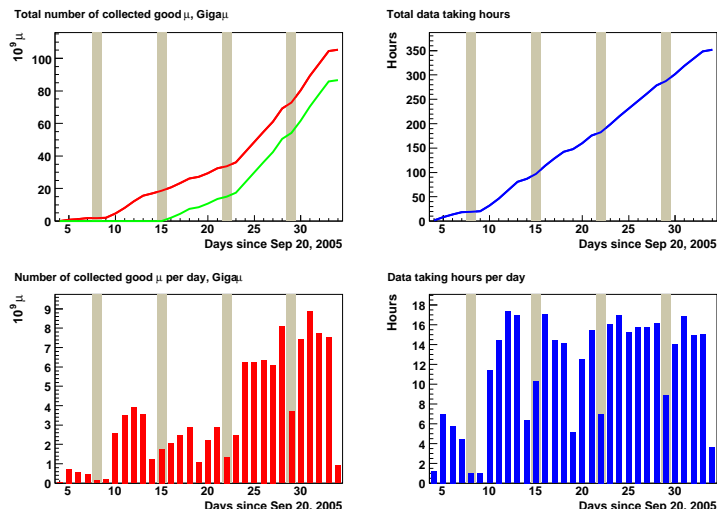 Total number of collected good μ, Gigaμ
10⁹ μ
100
80
60
40
20
0
5 10 15 20 25 30
Days since Sep 20, 2005
Total data taking hours
Hours
350
300
250
200
150
100
50
0
5 10 15 20 25 30
Days since Sep 20, 2005
Number of collected good μ per day, Gigaμ
10⁹ μ
9
8
7
6
5
4
3
2
1
0
5 10 15 20 25 30
Days since Sep 20, 2005
Data taking hours per day
Hours
18
16
14
12
10
8
6
4
2
0
5 10 15 20 25 30
Days since Sep 20, 2005